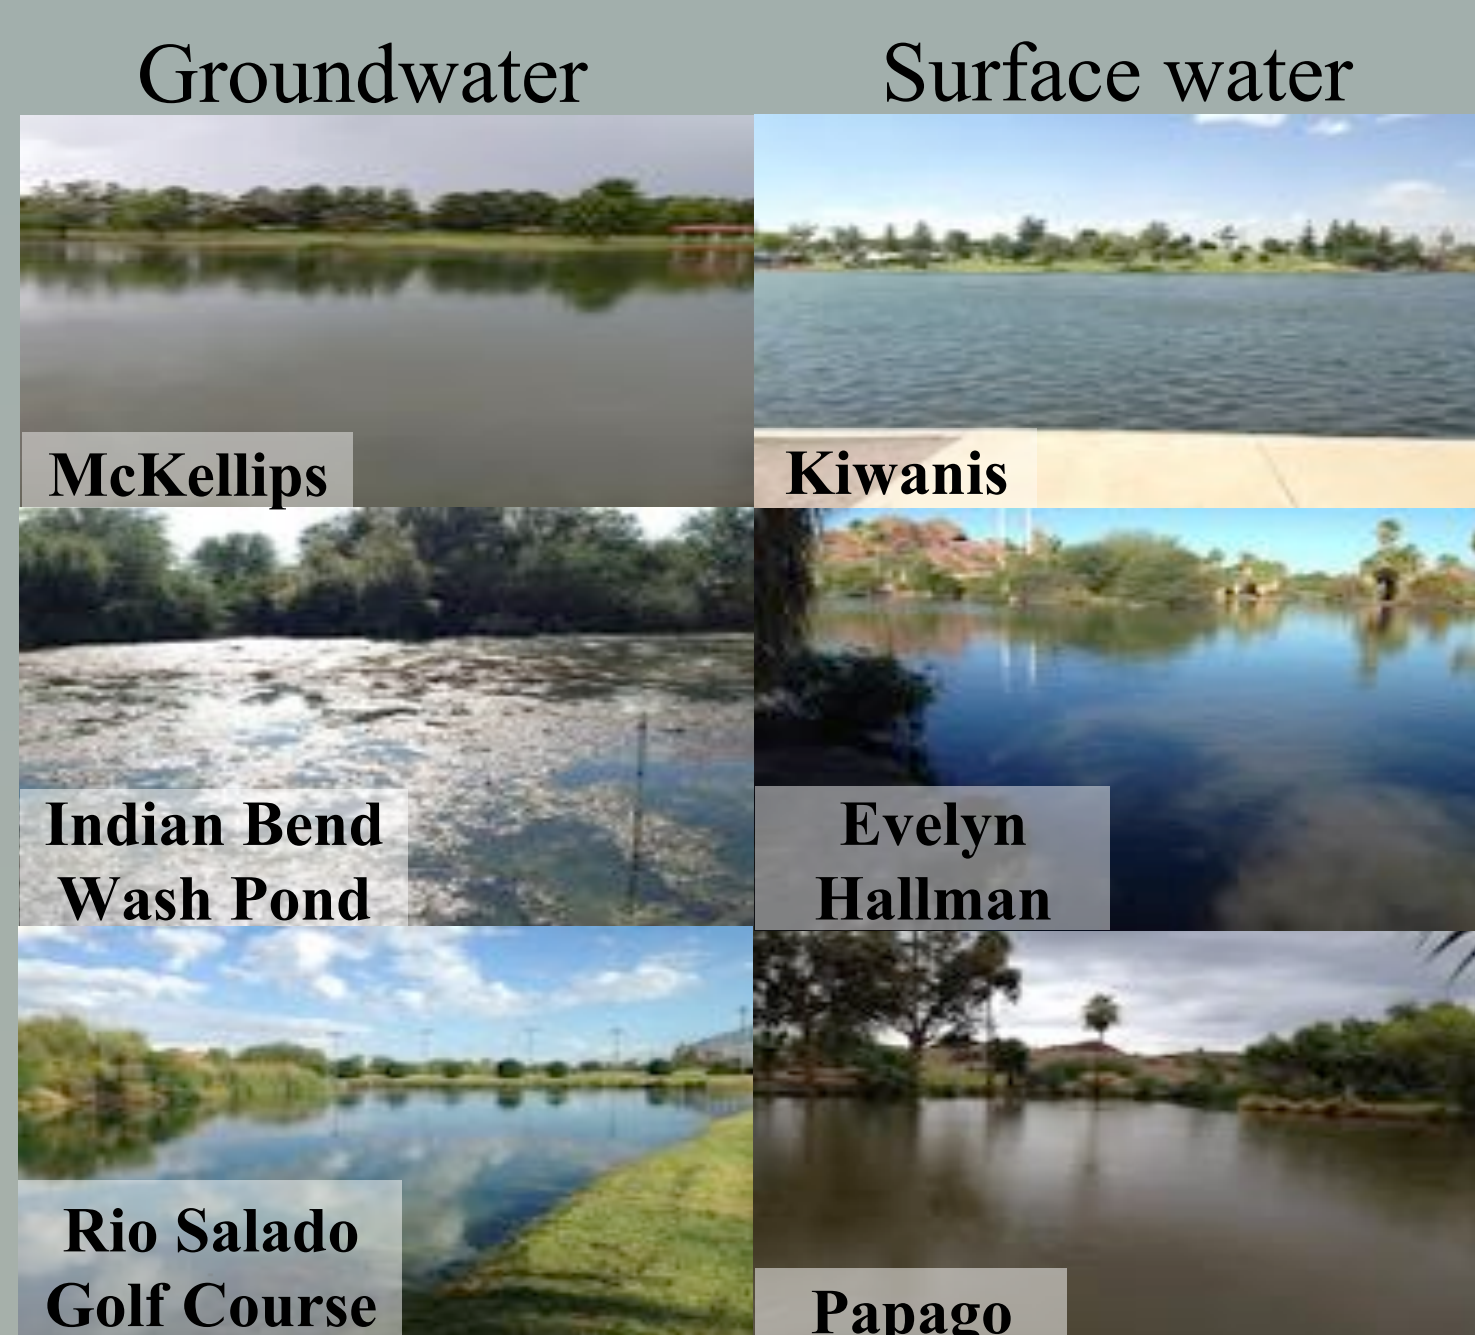 Groundwater
Surface water
McKellips
Kiwanis
Indian Bend
Wash Pond
Evelyn
Hallman
Rio Salado
Golf Course
Papago